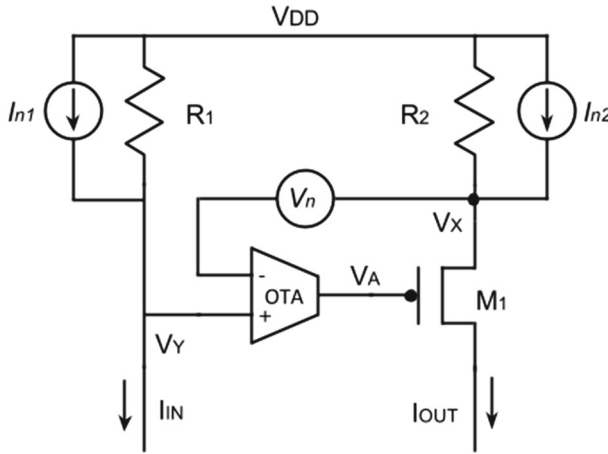 VDD
In1
R1
R2
In2
Vn
VX
-
OTA
+
VA
M1
VY
IIN
IOUT